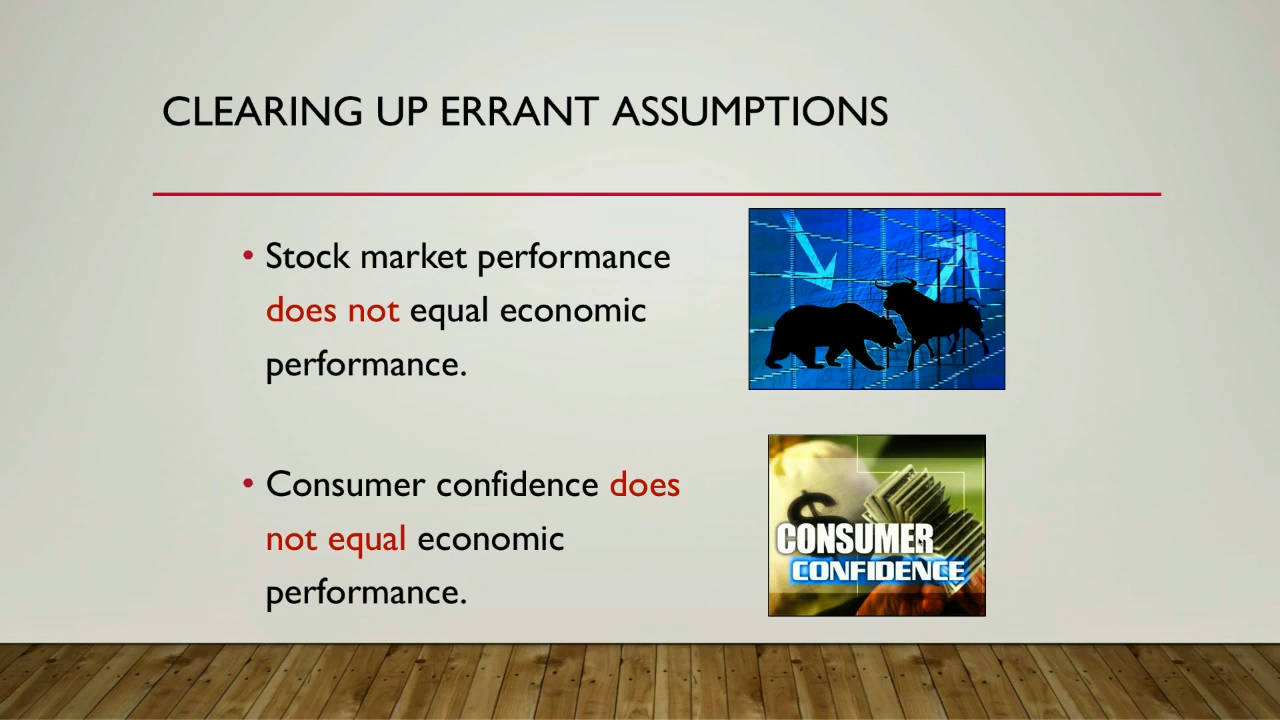 CLEARING UP ERRANT ASSUMPTIONS
• Stock market performance
does not equal economic
performance.
• Consumer confidence does
not equal economic
performance.
$
CONSUMER
CONFIDENCE